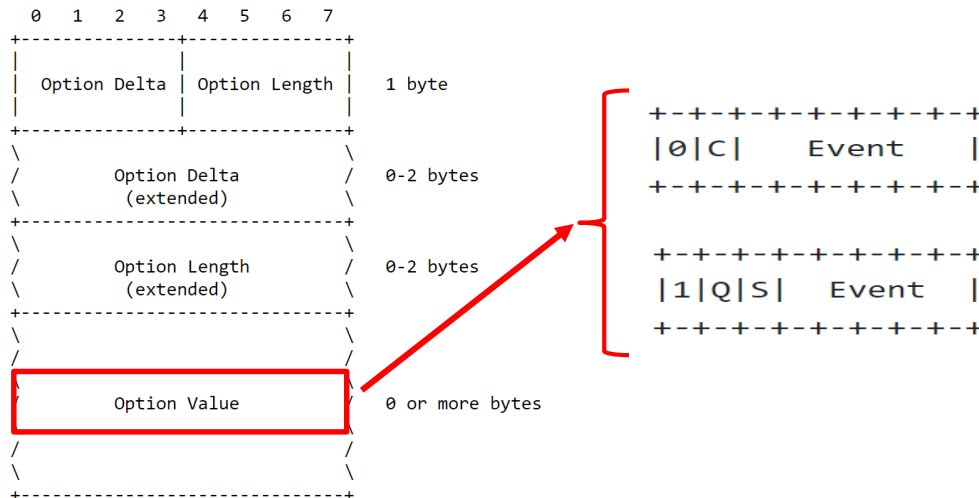 0 1 2 3 4 5 6 7
+---------------+---------------+
| | |
| Option Delta | Option Length | 1 byte
| | |
+---------------+---------------+
\ \
/ Option Delta / 0-2 bytes
\ (extended) \
+-------------------------------+
\ \
/ Option Length / 0-2 bytes
\ (extended) \
+-------------------------------+
\ \
/ /
\ \
/ Option Value / 0 or more bytes
\ \
/ /
\ \
+-------------------------------+
+-+-+-+-+-+-+-+-+
|0|C| Event |
+-+-+-+-+-+-+-+-+
+-+-+-+-+-+-+-+-+
|1|Q|S| Event |
+-+-+-+-+-+-+-+-+